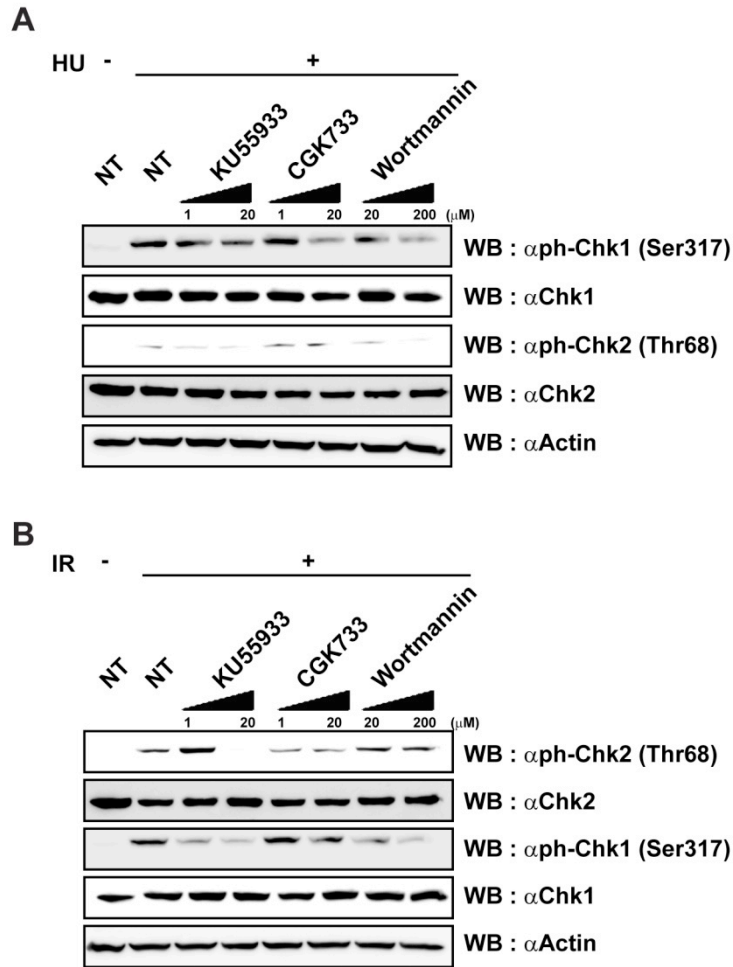 A
HU - +
NT NT KU55933 CGK733 Wortmannin
1 20 1 20 20 200 (μM)
WB : αph-Chk1 (Ser317)
WB : αChk1
WB : αph-Chk2 (Thr68)
WB : αChk2
WB : αActin
B
IR - +
NT NT KU55933 CGK733 Wortmannin
1 20 1 20 20 200 (μM)
WB : αph-Chk2 (Thr68)
WB : αChk2
WB : αph-Chk1 (Ser317)
WB : αChk1
WB : αActin